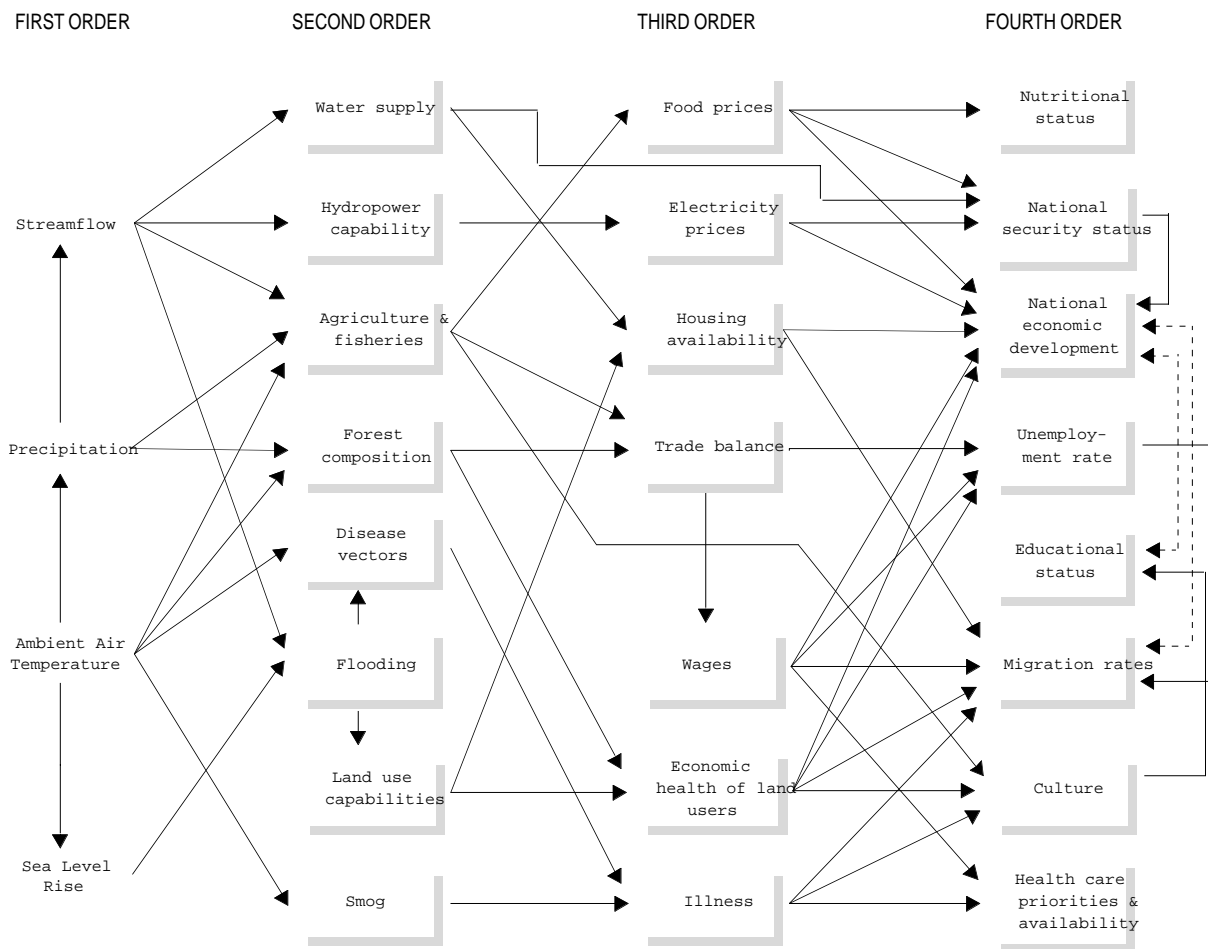 FIRST ORDER
SECOND ORDER
THIRD ORDER
FOURTH ORDER
Streamflow
Precipitation
Ambient Air
Temperature
Sea Level
Rise
Water supply
Hydropower
capability
Agriculture &
fisheries
Forest
composition
Disease
vectors
Flooding
Land use
capabilities
Smog
Food prices
Electricity
prices
Housing
availability
Trade balance
Wages
Economic
health of land
users
Illness
Nutritional
status
National
security status
National
economic
development
Unemploy-
ment rate
Educational
status
Migration rates
Culture
Health care
priorities &
availability